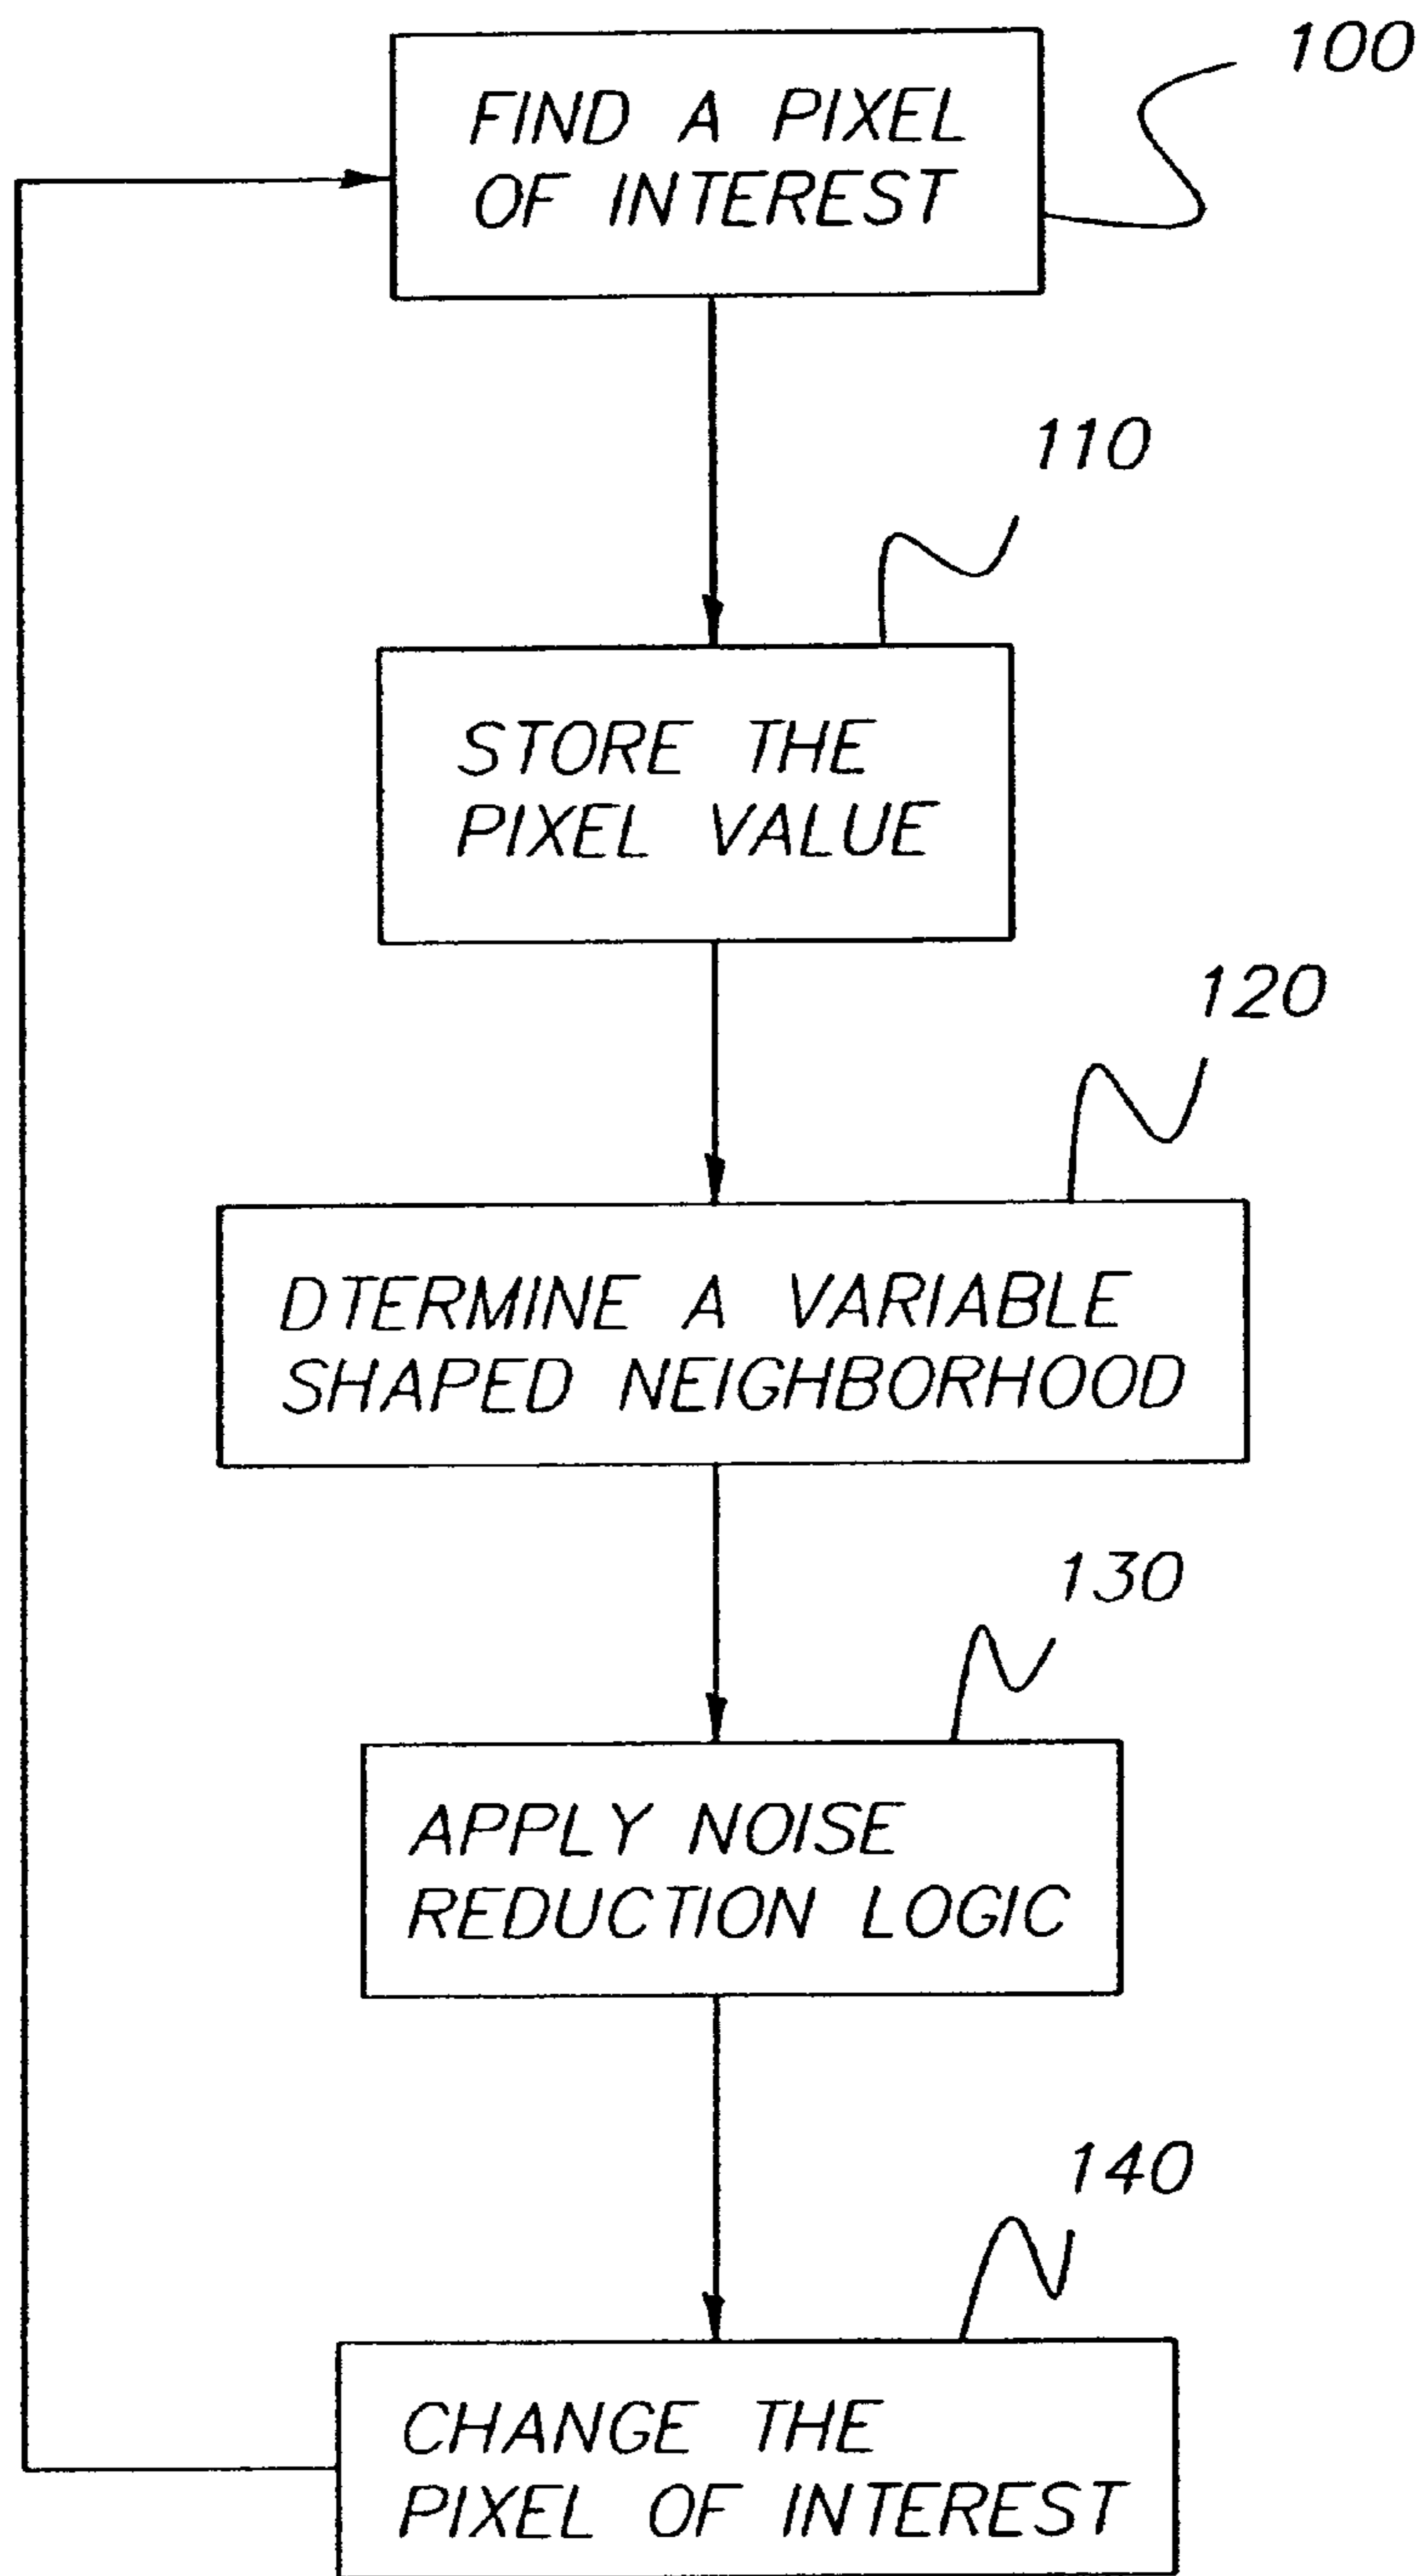 100
FIND A PIXEL
OF INTEREST
110
STORE THE
PIXEL VALUE
120
DTERMINE A VARIABLE
SHAPED NEIGHBORHOOD
130
APPLY NOISE
REDUCTION LOGIC
140
CHANGE THE
PIXEL OF INTEREST